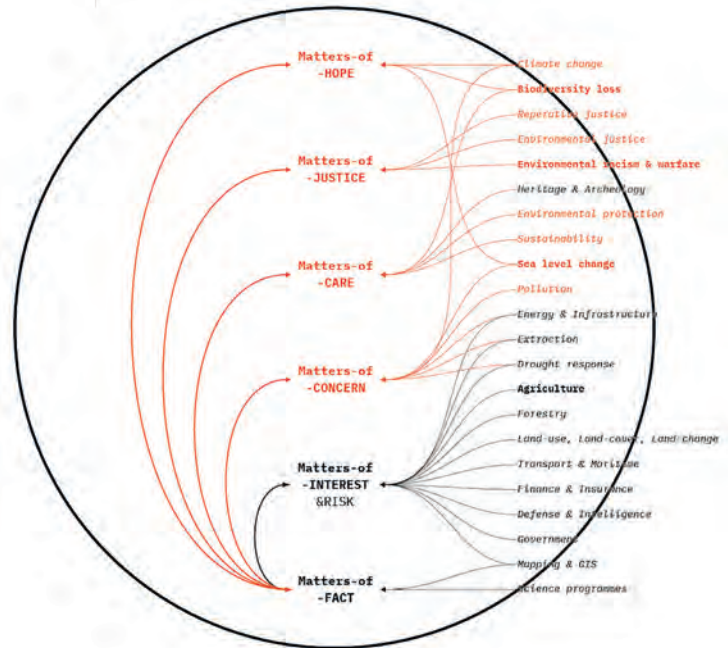 Matters-of
-HOPE
Matters-of
-JUSTICE
Matters-of
-CARE
Matters-of
-CONCERN
Matters-of
-INTEREST
&RISK
Matters-of
-FACT
Climate change
Biodiversity loss
Reperativ justice
Environmental justice
Environmental racism & warfare
Heritage & Archeology
Environmental protection
Sustainability
Sea level change
Pollution
Energy & Infrastructure
Extraction
Drought response
Agriculture
Forestry
Land-use, Land-cover, Land change
Transport & Maritime
Finance & Insurance
Defense & Intelligence
Government
Mapping & GIS
Science programmes